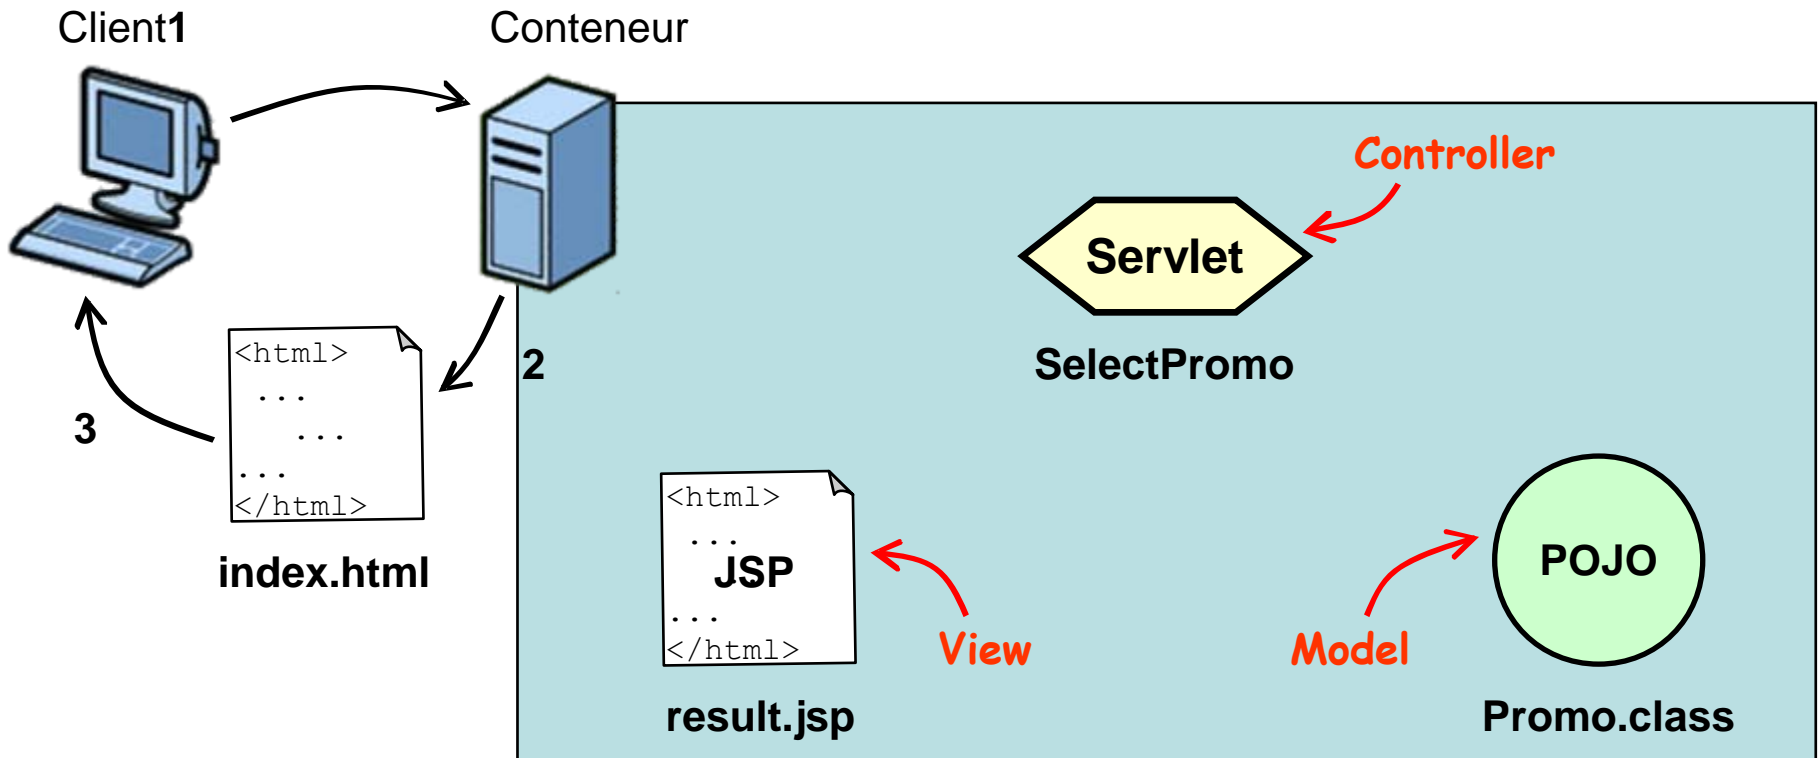 Client1
Conteneur
Controller
Servlet
SelectPromo
2
3
<html>
...
...
...
</html>
index.html
<html>
...
JSP
...
</html>
result.jsp
View
Model
POJO
Promo.class